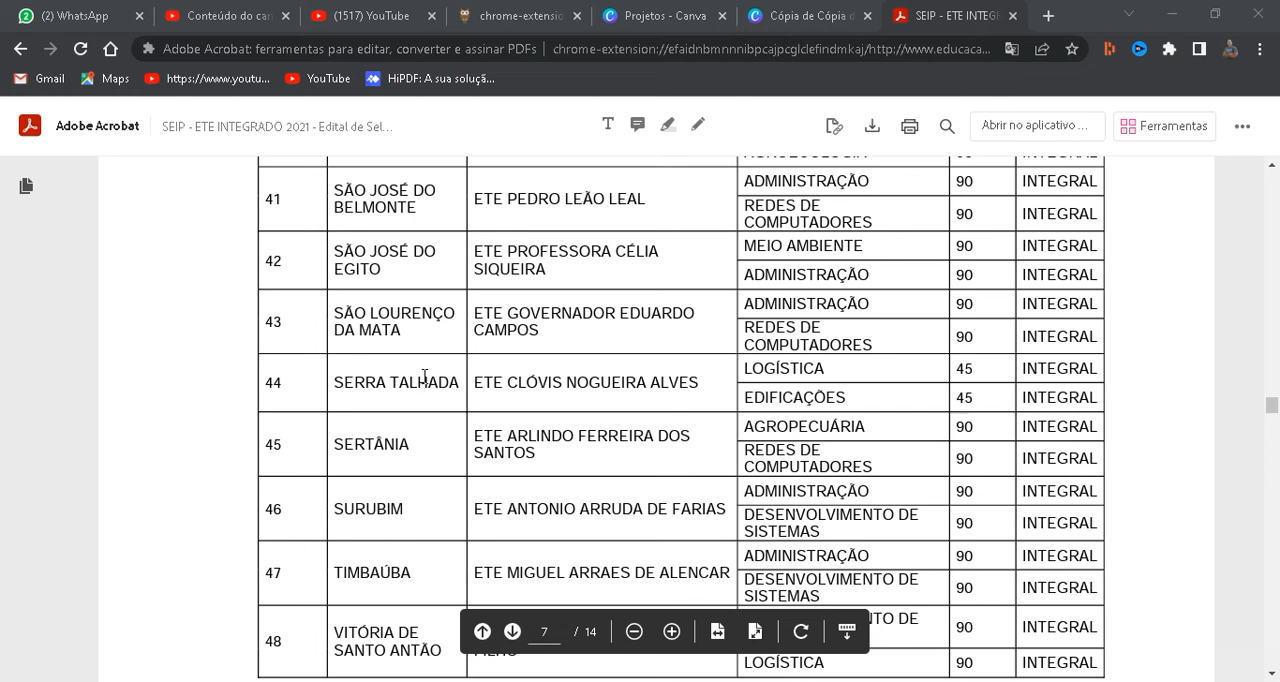 (2) WhatsApp
Conteúdo do car
(1517) YouTube
chrome-extensio
Projetos - Canva
Cópia de Cópia d
SEIP - ETE INTEGR
Adobe Acrobat: ferramentas para editar, converter e assinar PDFs | chrome-extension://efaidnbmnnnibpcajpcglclefindmkaj/http://www.educaca...
Gmail
Maps
https://www.youtu...
YouTube
HiPDF: A sua soluçã...
Adobe Acrobat
SEIP - ETE INTEGRADO 2021 - Edital de Sel...
Abrir no aplicativo ...
Ferramentas
41
SÃO JOSÉ DO
BELMONTE
ETE PEDRO LEÃO LEAL
ADMINISTRAÇÃO 90 INTEGRAL
REDES DE
COMPUTADORES 90 INTEGRAL
42
SÃO JOSÉ DO
EGITO
ETE PROFESSORA CÉLIA
SIQUEIRA
MEIO AMBIENTE 90 INTEGRAL
ADMINISTRAÇÃO 90 INTEGRAL
43
SÃO LOURENÇO
DA MATA
ETE GOVERNADOR EDUARDO
CAMPOS
ADMINISTRAÇÃO 90 INTEGRAL
REDES DE
COMPUTADORES 90 INTEGRAL
44
SERRA TALHADA
ETE CLÓVIS NOGUEIRA ALVES
LOGÍSTICA 45 INTEGRAL
EDIFICAÇÕES 45 INTEGRAL
45
SERTÂNIA
ETE ARLINDO FERREIRA DOS
SANTOS
AGROPECUÁRIA 90 INTEGRAL
REDES DE
COMPUTADORES 90 INTEGRAL
46
SURUBIM
ETE ANTONIO ARRUDA DE FARIAS
ADMINISTRAÇÃO 90 INTEGRAL
DESENVOLVIMENTO DE
SISTEMAS 90 INTEGRAL
47
TIMBAÚBA
ETE MIGUEL ARRAES DE ALENCAR
ADMINISTRAÇÃO 90 INTEGRAL
DESENVOLVIMENTO DE
SISTEMAS 90 INTEGRAL
48
VITÓRIA DE
SANTO ANTÃO
NTO DE
90 INTEGRAL
LOGÍSTICA 90 INTEGRAL
7 / 14